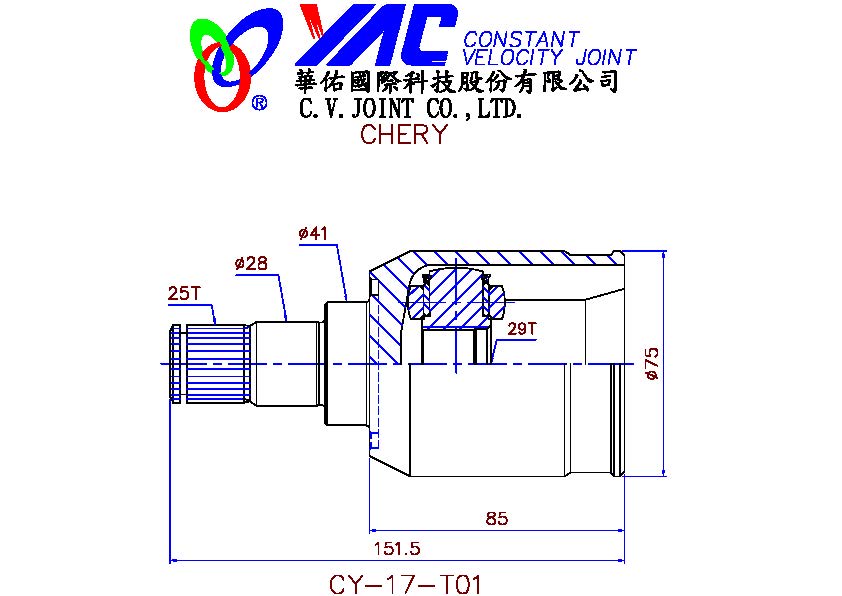 YAC CONSTANT
VELOCITY JOINT
®
華佑國際科技股份有限公司
C.V.JOINT CO.,LTD.
CHERY
ø41
ø28
25T
29T
ø75
85
151.5
CY-17-T01